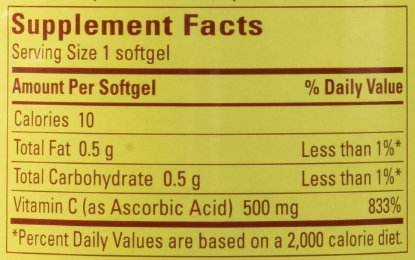 Supplement Facts
Serving Size 1 softgel
Amount Per Softgel % Daily Value
Calories 10
Total Fat 0.5 g Less than 1%*
Total Carbohydrate 0.5 g Less than 1%*
Vitamin C (as Ascorbic Acid) 500 mg 833%
*Percent Daily Values are based on a 2,000 calorie diet.